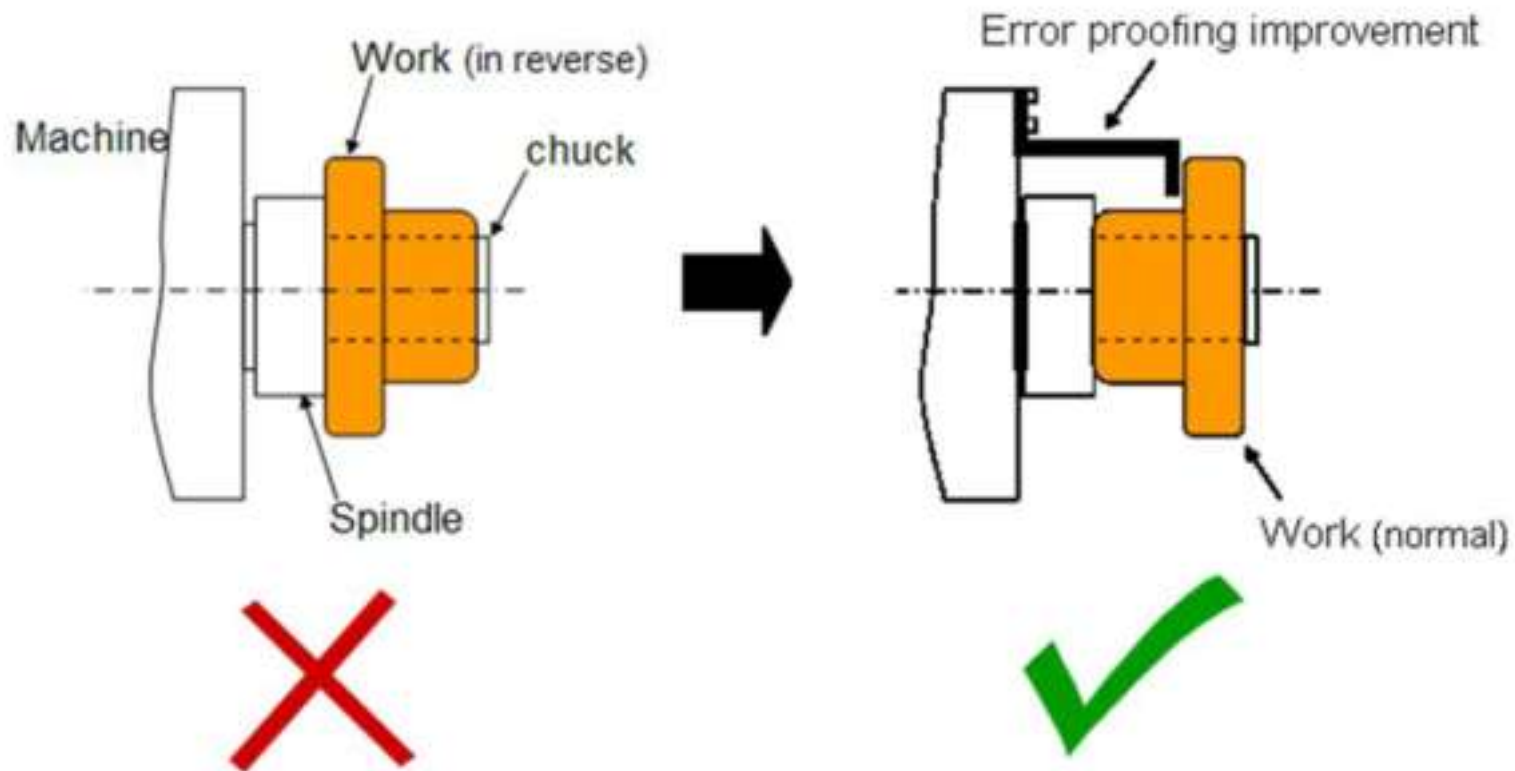 Error proofing improvement
Work (in reverse)
Machine
chuck
Spindle
Work (normal)